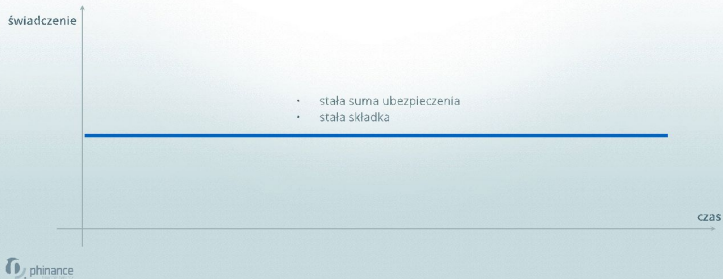 świadczenie
• stała suma ubezpieczenia
• stała składka
czas
phinance